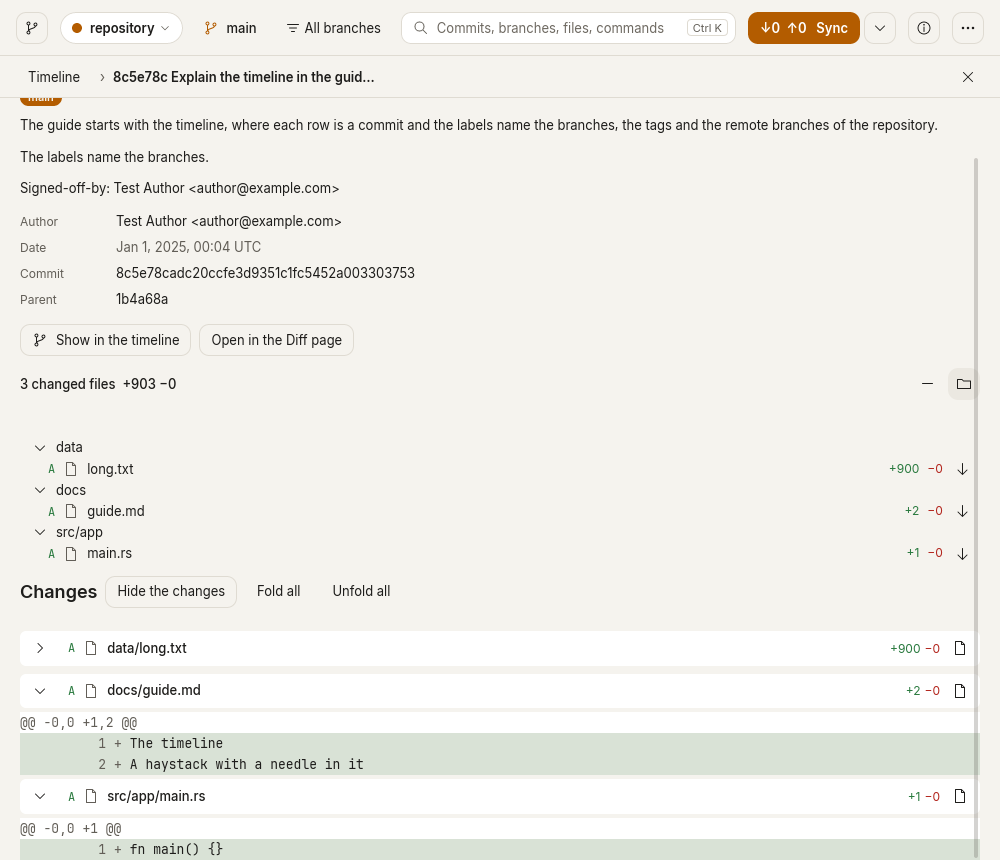 repository
main
All branches
Commits, branches, files, commands
Ctrl K
↓0 ↑0 Sync
Timeline
8c5e78c Explain the timeline in the guid…
main
The guide starts with the timeline, where each row is a commit and the labels name the branches, the tags and the remote branches of the repository.
The labels name the branches.
Signed-off-by: Test Author <author@example.com>
Author Test Author <author@example.com>
Date Jan 1, 2025, 00:04 UTC
Commit 8c5e78cadc20ccfe3d9351c1fc5452a003303753
Parent 1b4a68a
Show in the timeline
Open in the Diff page
3 changed files +903 −0
data
A long.txt +900 −0
docs
A guide.md +2 −0
src/app
A main.rs +1 −0
Changes Hide the changes Fold all Unfold all
A data/long.txt +900 −0
A docs/guide.md +2 −0
@@ -0,0 +1,2 @@
1 + The timeline
2 + A haystack with a needle in it
A src/app/main.rs +1 −0
@@ -0,0 +1 @@
1 + fn main() {}